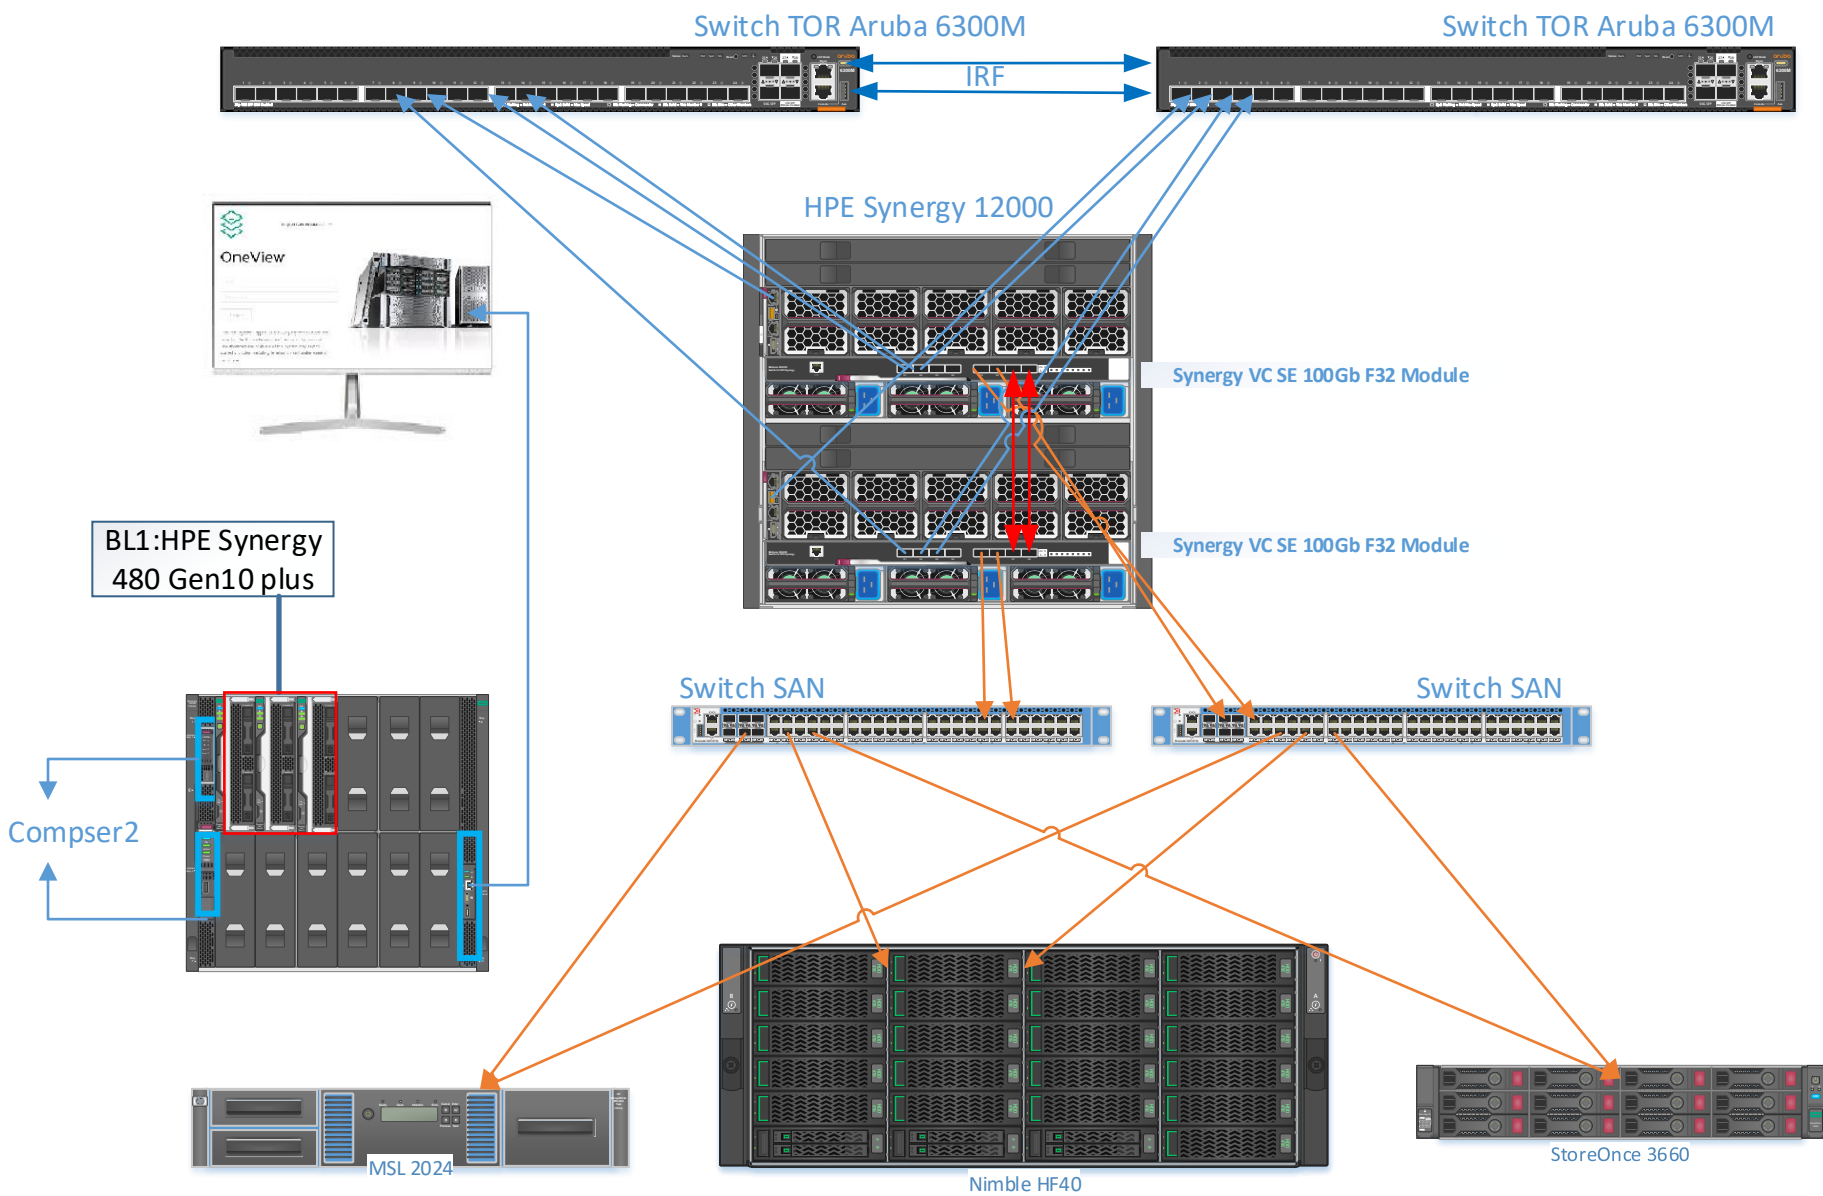 Switch TOR Aruba 6300M
Switch TOR Aruba 6300M
IRF
HPE Synergy 12000
OneView
Synergy VC SE 100Gb F32 Module
Synergy VC SE 100Gb F32 Module
BL1:HPE Synergy
480 Gen10 plus
Switch SAN
Switch SAN
Compser2
MSL 2024
Nimble HF40
StoreOnce 3660